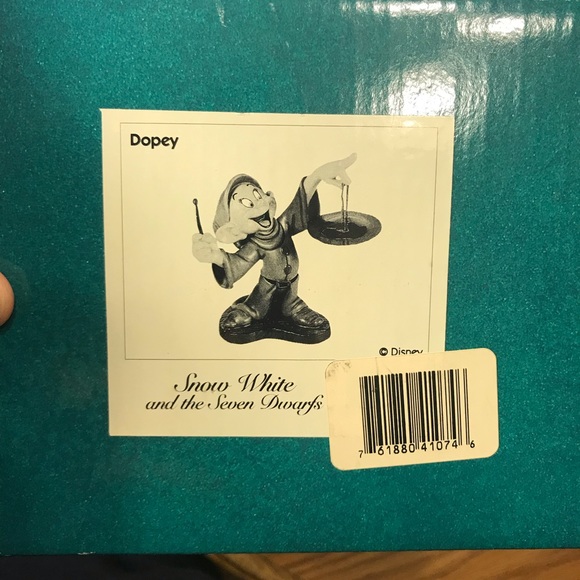 Dopey
© Disney
Snow White
and the Seven Dwarfs
7 61880 41074 6